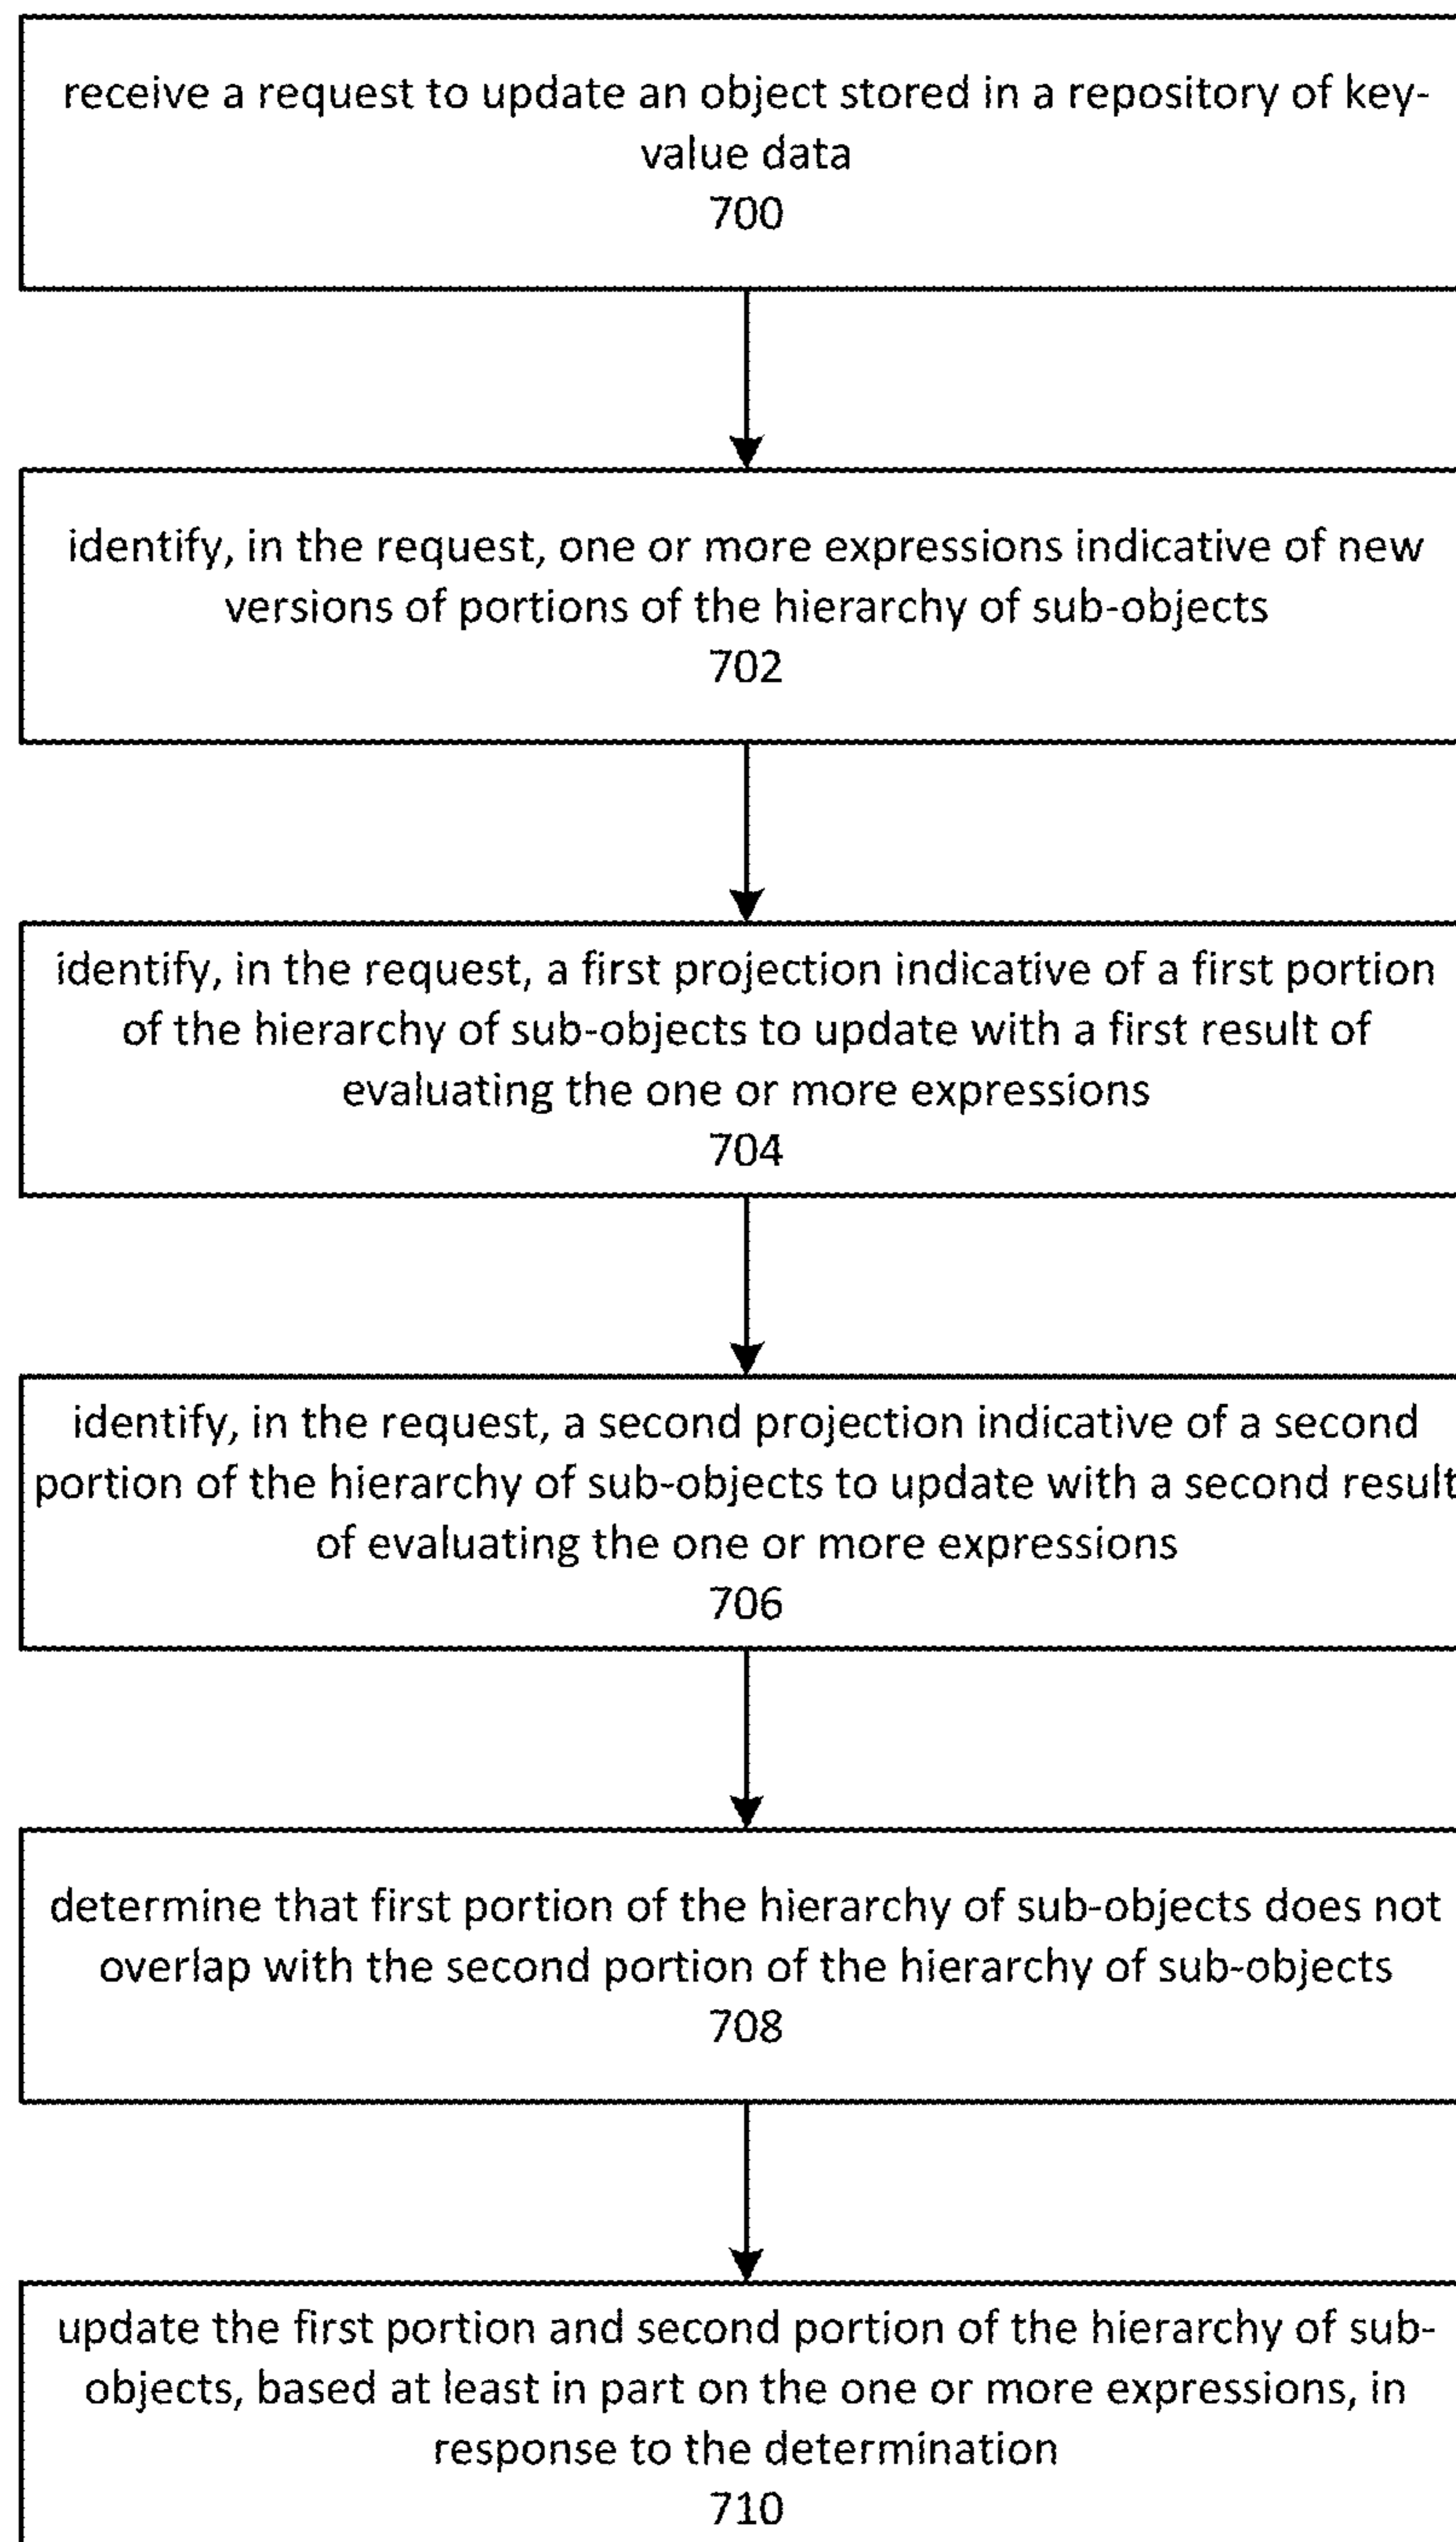 receive a request to update an object stored in a repository of key-
value data
700
identify, in the request, one or more expressions indicative of new
versions of portions of the hierarchy of sub-objects
702
identify, in the request, a first projection indicative of a first portion
of the hierarchy of sub-objects to update with a first result of
evaluating the one or more expressions
704
identify, in the request, a second projection indicative of a second
portion of the hierarchy of sub-objects to update with a second result
of evaluating the one or more expressions
706
determine that first portion of the hierarchy of sub-objects does not
overlap with the second portion of the hierarchy of sub-objects
708
update the first portion and second portion of the hierarchy of sub-
objects, based at least in part on the one or more expressions, in
response to the determination
710